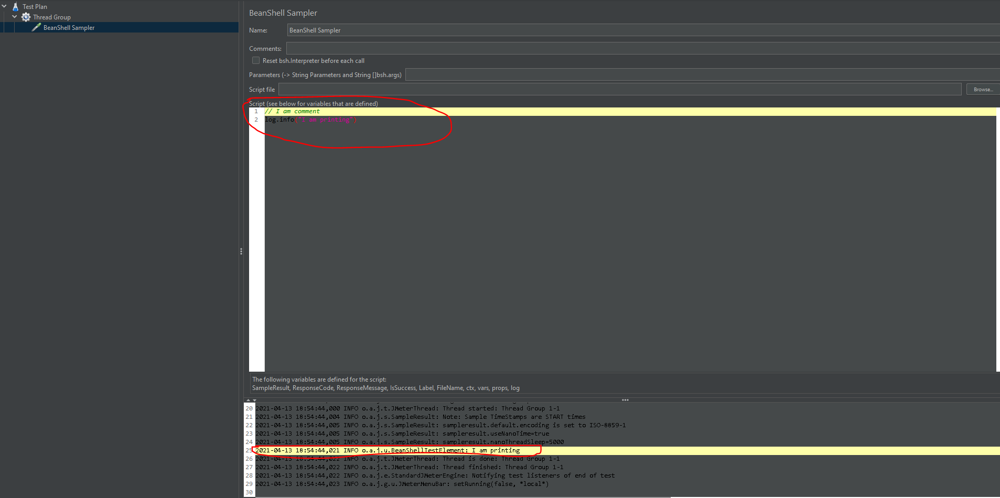 Test Plan
Thread Group
BeanShell Sampler
BeanShell Sampler
Name: BeanShell Sampler
Comments:
Reset bsh.Interpreter before each call
Parameters (-> String Parameters and String []bsh.args)
Script file Browse...
Script (see below for variables that are defined)
1 // I am comment
2 log.info("I am printing")
The following variables are defined for the script:
SampleResult, ResponseCode, ResponseMessage, IsSuccess, Label, FileName, ctx, vars, props, log
20 2021-04-13 18:54:44,000 INFO o.a.j.t.JMeterThread: Thread started: Thread Group 1-1
21 2021-04-13 18:54:44,004 INFO o.a.j.s.SampleResult: Note: Sample TimeStamps are START times
22 2021-04-13 18:54:44,005 INFO o.a.j.s.SampleResult: sampleresult.default.encoding is set to ISO-8859-1
23 2021-04-13 18:54:44,005 INFO o.a.j.s.SampleResult: sampleresult.useNanoTime=true
24 2021-04-13 18:54:44,005 INFO o.a.j.s.SampleResult: sampleresult.nanoThreadSleep=5000
25 2021-04-13 18:54:44,021 INFO o.a.j.u.BeanShellTestElement: I am printing
26 2021-04-13 18:54:44,022 INFO o.a.j.t.JMeterThread: Thread is done: Thread Group 1-1
27 2021-04-13 18:54:44,022 INFO o.a.j.t.JMeterThread: Thread finished: Thread Group 1-1
28 2021-04-13 18:54:44,022 INFO o.a.j.e.StandardJMeterEngine: Notifying test listeners of end of test
29 2021-04-13 18:54:44,023 INFO o.a.j.g.u.JMeterMenuBar: setRunning(false, *local*)
30